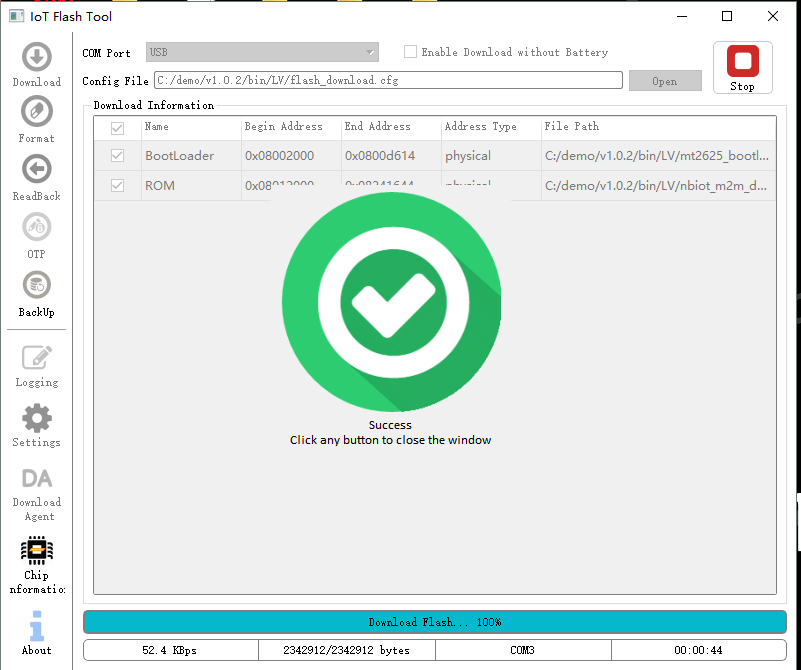 IoT Flash Tool
COM Port USB Enable Download without Battery
Config File C:/demo/v1.0.2/bin/LV/flash_download.cfg Open
Stop
Download
Format
ReadBack
OTP
BackUp
Logging
Settings
DA
Download
Agent
Chip
nformatio
About
Download Information
Name Begin Address End Address Address Type File Path
BootLoader 0x08002000 0x0800d614 physical C:/demo/v1.0.2/bin/LV/mt2625_bootl...
ROM 0x08012000 0x08241644 physical C:/demo/v1.0.2/bin/LV/nbiot_m2m_d...
Success
Click any button to close the window
Download Flash... 100%
52.4 KBps 2342912/2342912 bytes COM3 00:00:44